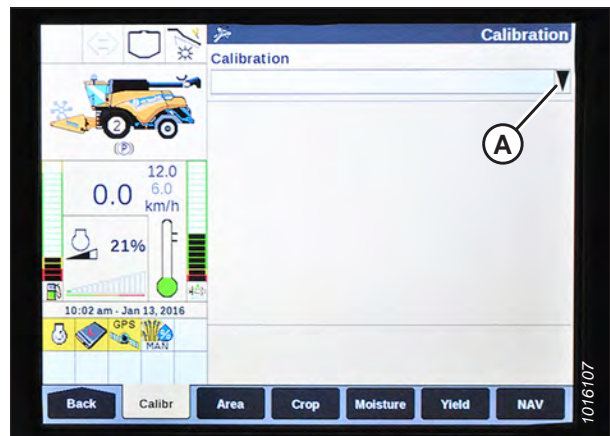 Calibration
Calibration
A
2
(P)
12.0
0.0 6.0
km/h
21%
10:02 am - Jan 13, 2016
GPS
MAN
Back Calibr Area Crop Moisture Yield NAV
1016107